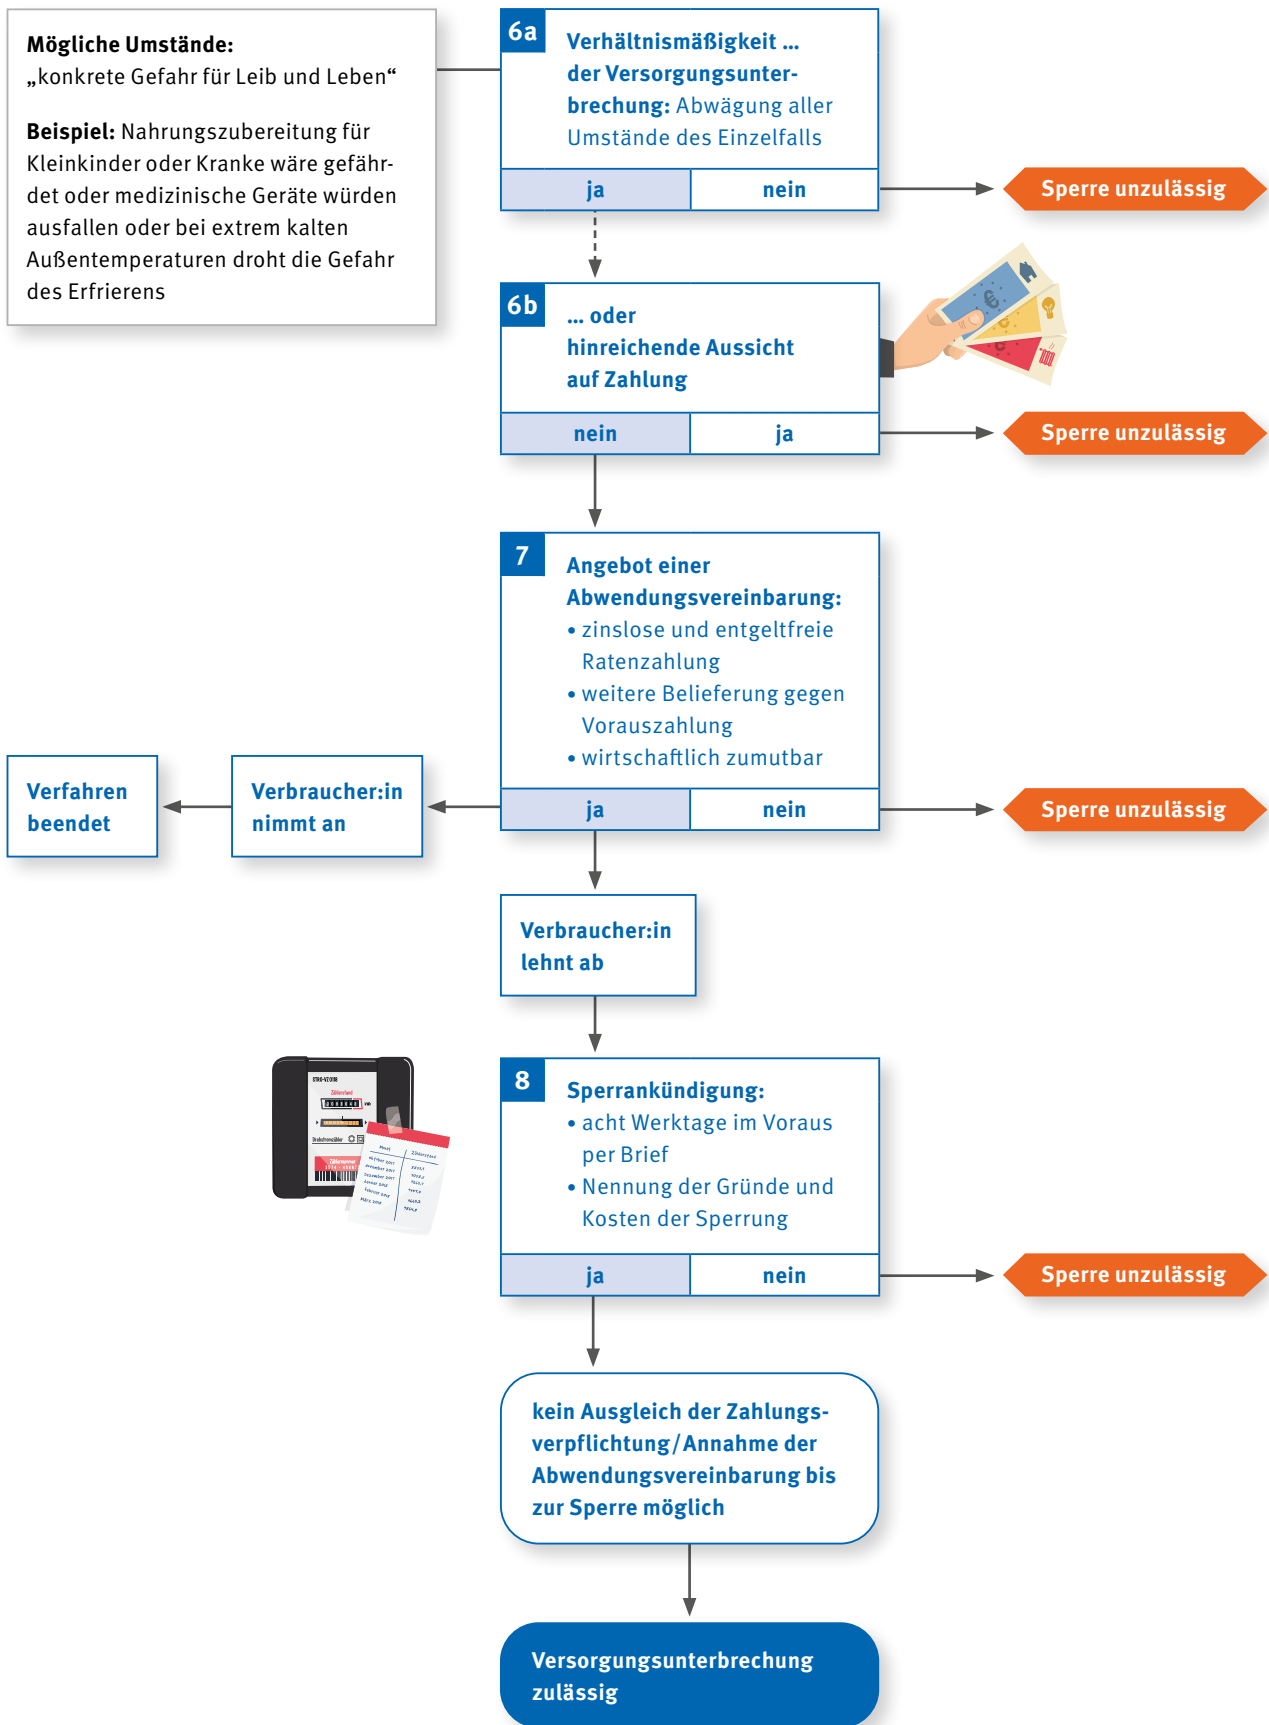 Mögliche Umstände:
„konkrete Gefahr für Leib und Leben“
Beispiel: Nahrungszubereitung für
Kleinkinder oder Kranke wäre gefähr-
det oder medizinische Geräte würden
ausfallen oder bei extrem kalten
Außentemperaturen droht die Gefahr
des Erfrierens
6a
Verhältnismäßigkeit ...
der Versorgungsunter-
brechung: Abwägung aller
Umstände des Einzelfalls
ja
nein
Sperre unzulässig
6b
... oder
hinreichende Aussicht
auf Zahlung
nein
ja
Sperre unzulässig
7
Angebot einer
Abwendungsvereinbarung:
• zinslose und entgeltfreie
Ratenzahlung
• weitere Belieferung gegen
Vorauszahlung
• wirtschaftlich zumutbar
ja
nein
Sperre unzulässig
Verbraucher:in
nimmt an
Verfahren
beendet
Verbraucher:in
lehnt ab
Zählerstand
Drehstromzähler
Zählernummer
Monat
Zählerstand
8
Sperrankündigung:
• acht Werktage im Voraus
per Brief
• Nennung der Gründe und
Kosten der Sperrung
ja
nein
Sperre unzulässig
kein Ausgleich der Zahlungs-
verpflichtung/Annahme der
Abwendungsvereinbarung bis
zur Sperre möglich
Versorgungsunterbrechung
zulässig